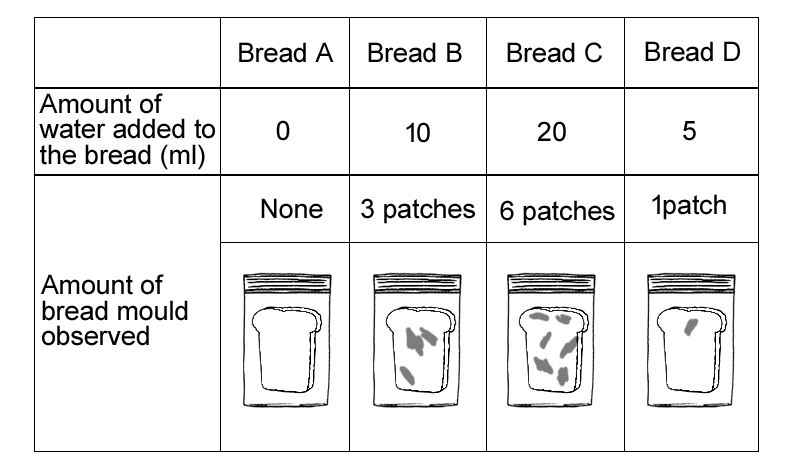 Bread A Bread B Bread C Bread D
Amount of
water added to
the bread (ml)
0 10 20 5
None 3 patches 6 patches 1patch
Amount of
bread mould
observed